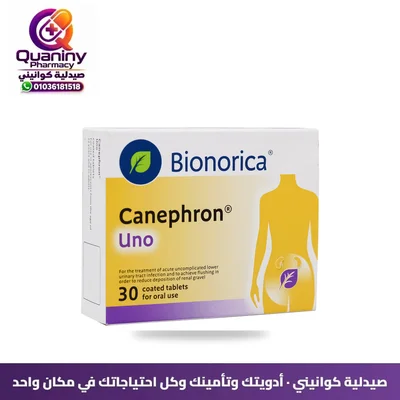 Quaniny
Pharmacy
صيدلية كوانيني
01036181518
Bionorica®
Canephron®
Uno
For the treatment of acute uncomplicated lower
urinary tract infection and to achieve flushing in
order to reduce deposition of renal gravel
30 coated tablets
for oral use
صيدلية كوانيني - أدويتك وتأمينك وكل احتياجاتك في مكان واحد